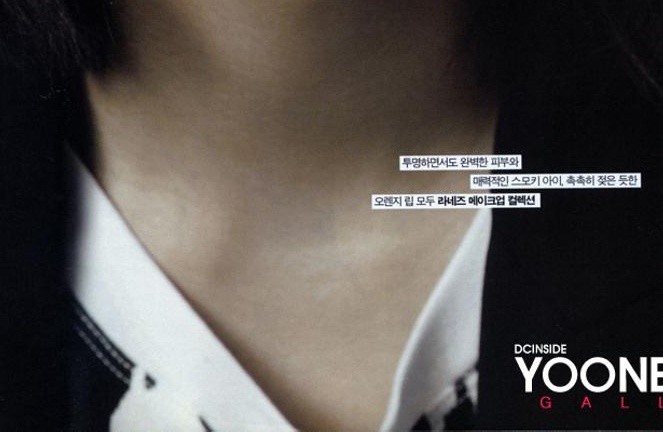 투명하면서도 완벽한 피부와
매력적인 스모키 아이, 촉촉히 젖은 듯한
오렌지 립 모두 라네즈 메이크업 컬렉션
DCINSIDE
YOONE
GALL